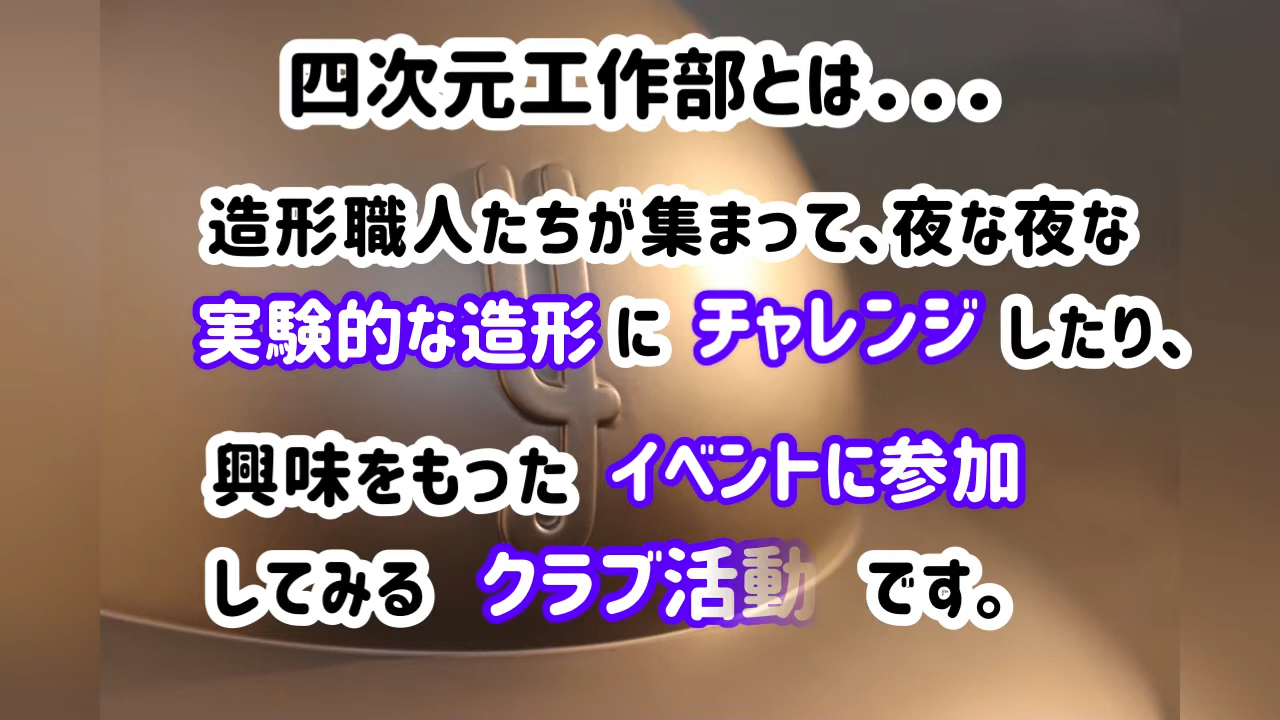 四次元工作部とは...
造形職人たちが集まって、夜な夜な
実験的な造形 に チャレンジ したり、
興味をもった イベントに参加
してみる クラブ活動 です。